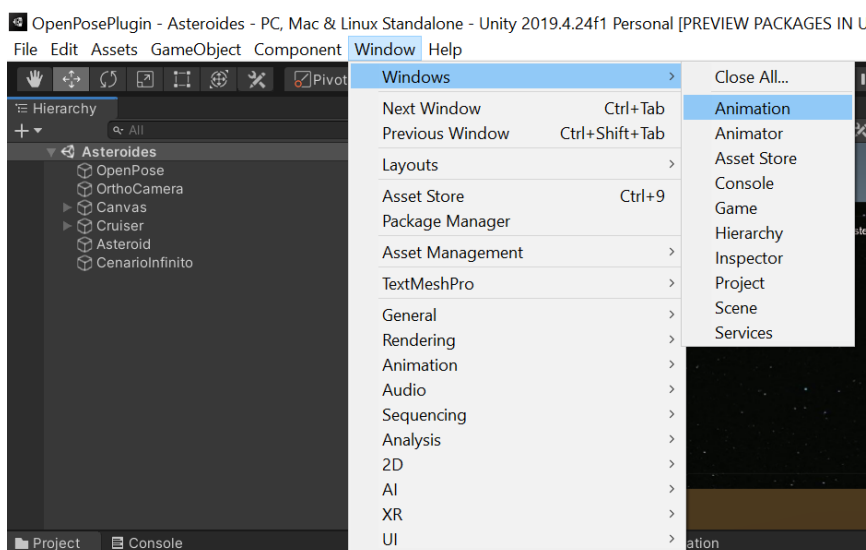 OpenPosePlugin - Asteroides - PC, Mac & Linux Standalone - Unity 2019.4.24f1 Personal [PREVIEW PACKAGES IN U
File Edit Assets GameObject Component Window Help
Pivot
Hierarchy
All
Asteroides
OpenPose
OrthoCamera
Canvas
Cruiser
Asteroid
CenarioInfinito
Windows
Next Window Ctrl+Tab
Previous Window Ctrl+Shift+Tab
Layouts
Asset Store Ctrl+9
Package Manager
Asset Management
TextMeshPro
General
Rendering
Animation
Audio
Sequencing
Analysis
2D
AI
XR
UI
Close All...
Animation
Animator
Asset Store
Console
Game
Hierarchy
Inspector
Project
Scene
Services
Project Console
ation